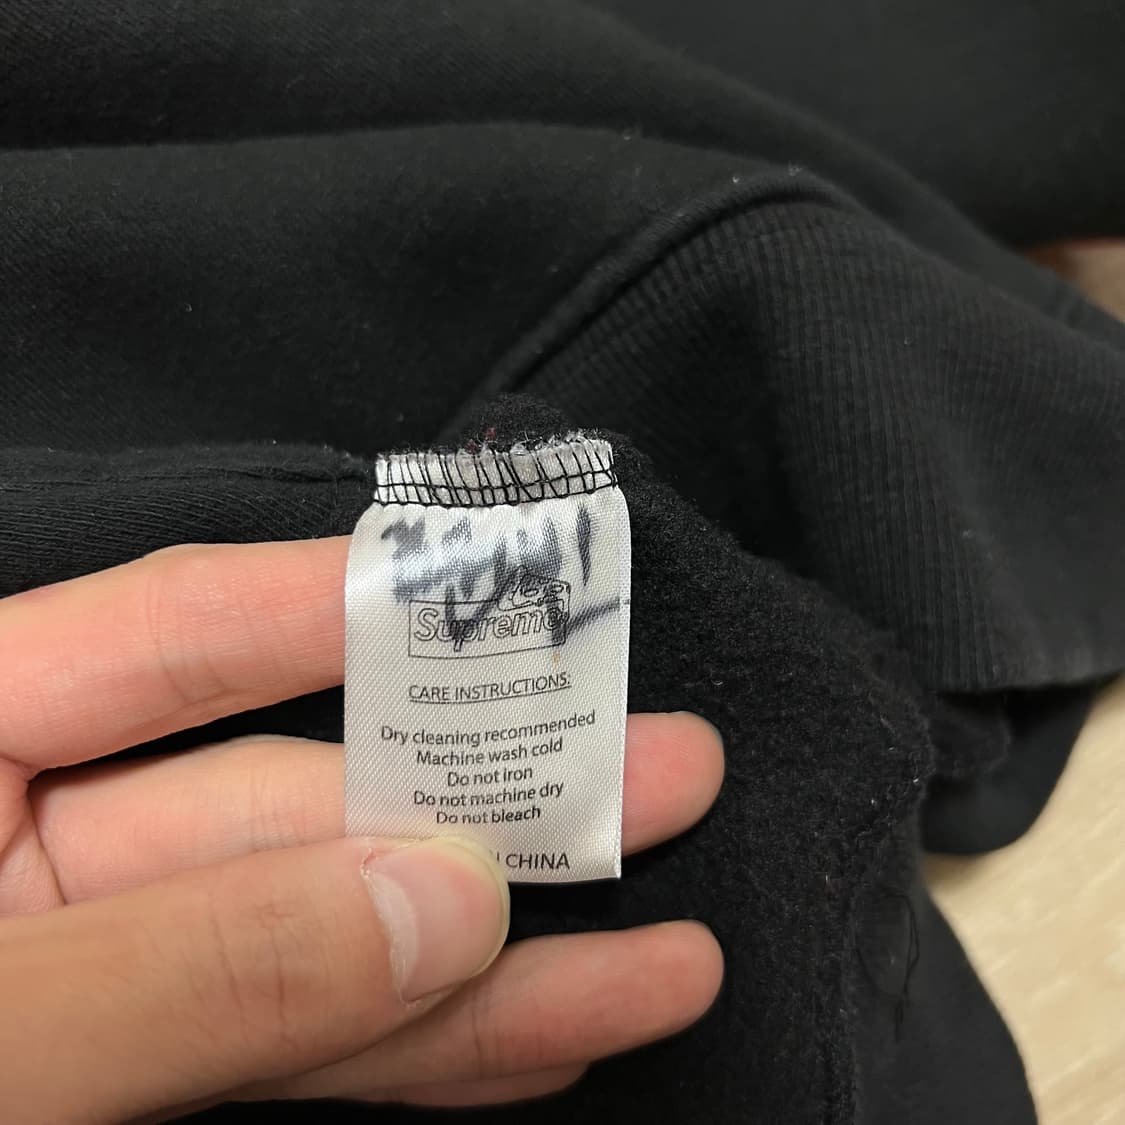 Supreme
CARE INSTRUCTIONS:
Dry cleaning recommended
Machine wash cold
Do not iron
Do not machine dry
Do not bleach
CHINA